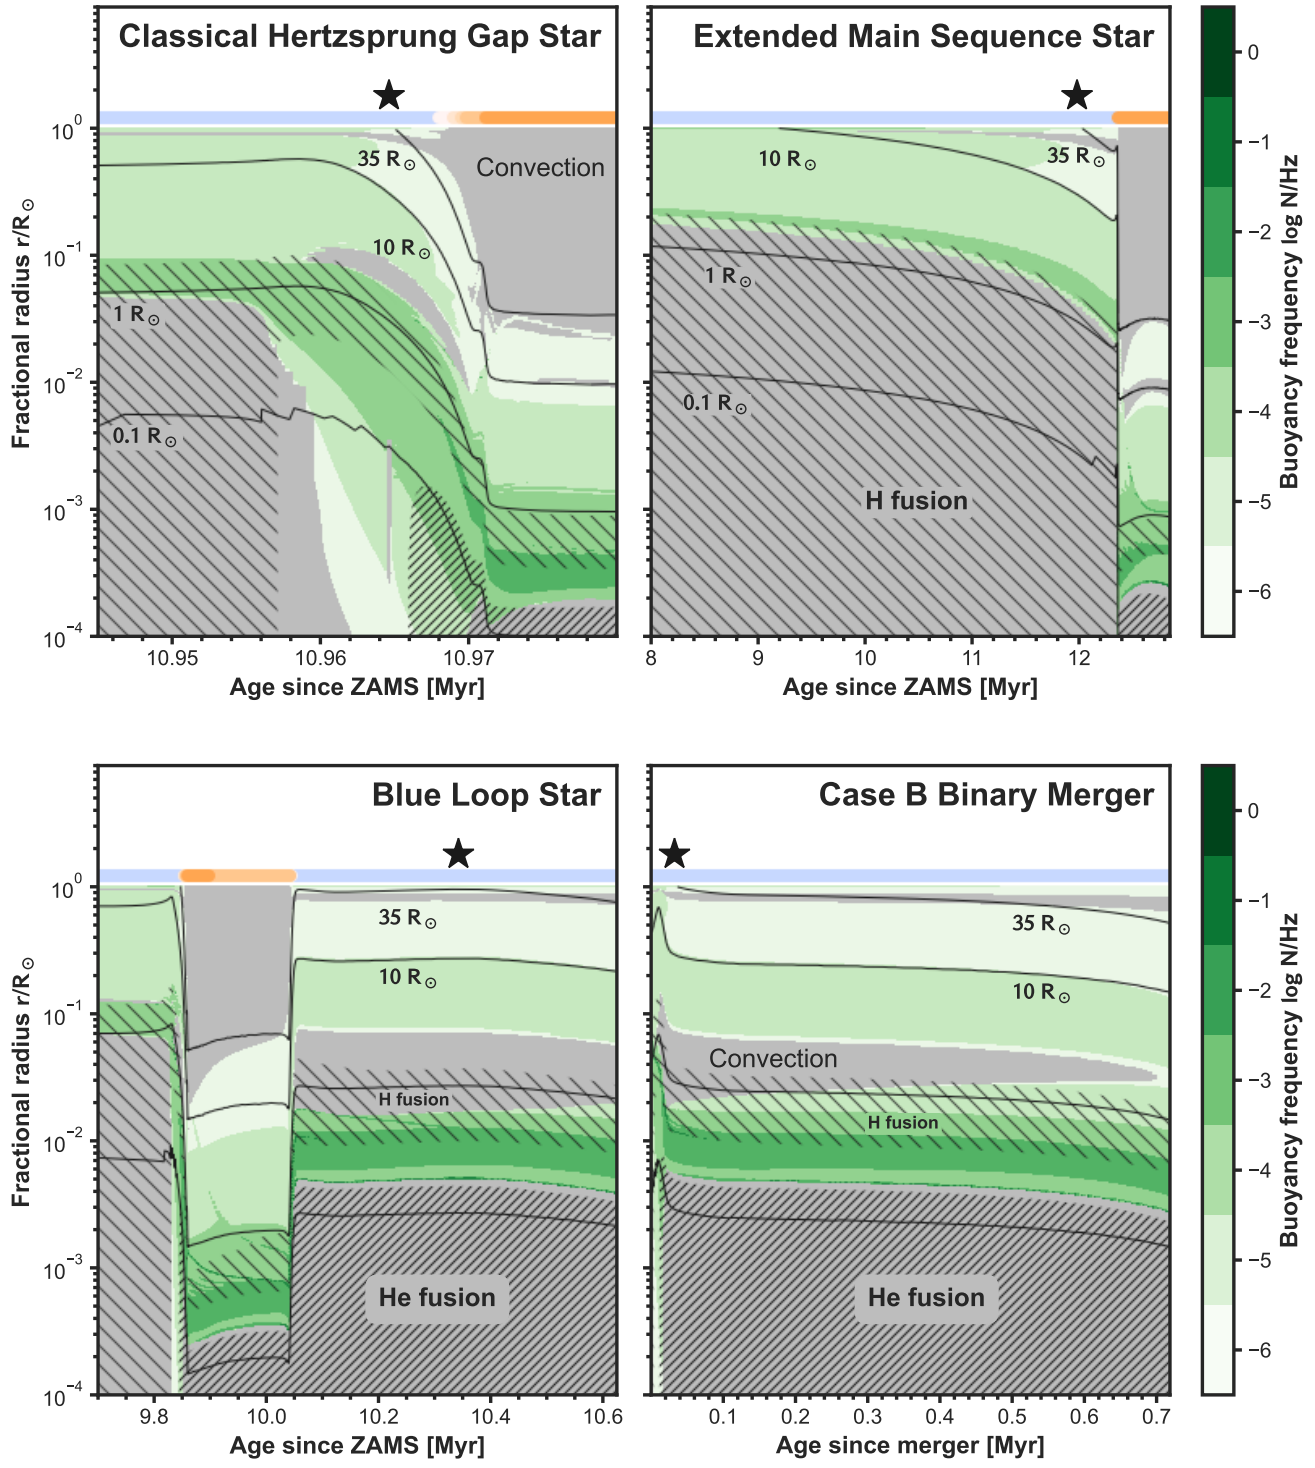 Classical Hertzsprung Gap Star
Extended Main Sequence Star
10⁰
10⁻¹
10⁻²
10⁻³
10⁻⁴
Fractional radius r/R☉
35 R☉
Convection
10 R☉
1 R☉
0.1 R☉
10.95 10.96 10.97
Age since ZAMS [Myr]
10 R☉
35 R☉
1 R☉
0.1 R☉
H fusion
8 9 10 11 12
Age since ZAMS [Myr]
0
−1
−2
−3
−4
−5
−6
Buoyancy frequency log N/Hz
Blue Loop Star
Case B Binary Merger
10⁰
10⁻¹
10⁻²
10⁻³
10⁻⁴
Fractional radius r/R☉
35 R☉
10 R☉
H fusion
He fusion
9.8 10.0 10.2 10.4 10.6
Age since ZAMS [Myr]
35 R☉
10 R☉
Convection
H fusion
He fusion
0.1 0.2 0.3 0.4 0.5 0.6 0.7
Age since merger [Myr]
0
−1
−2
−3
−4
−5
−6
Buoyancy frequency log N/Hz